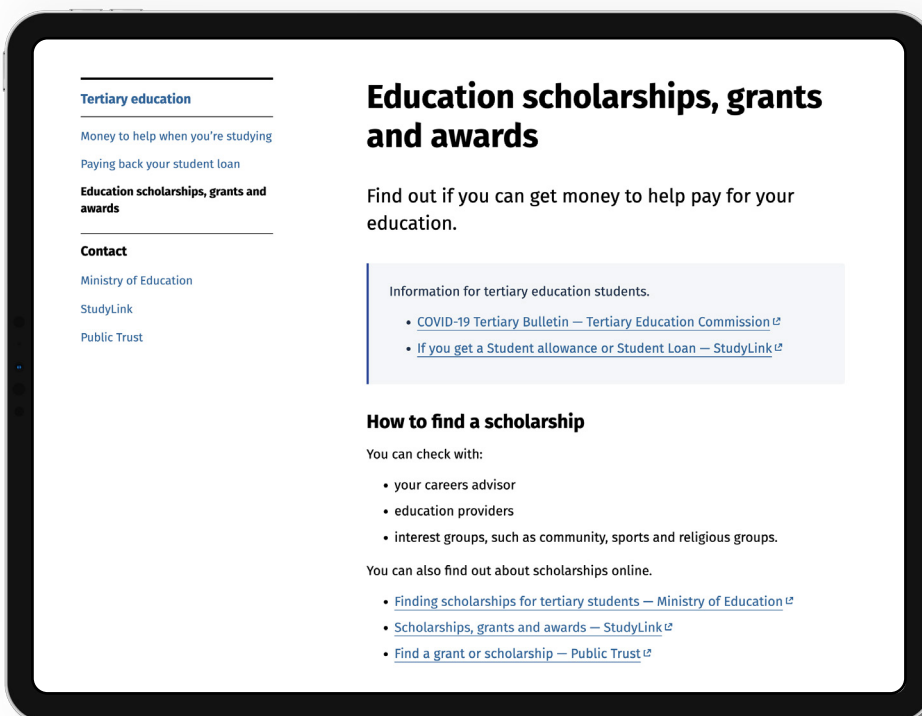 Tertiary education
Money to help when you're studying
Paying back your student loan
Education scholarships, grants and
awards
Contact
Ministry of Education
StudyLink
Public Trust
Education scholarships, grants
and awards
Find out if you can get money to help pay for your
education.
Information for tertiary education students.
• COVID-19 Tertiary Bulletin — Tertiary Education Commission
• If you get a Student allowance or Student Loan — StudyLink
How to find a scholarship
You can check with:
• your careers advisor
• education providers
• interest groups, such as community, sports and religious groups.
You can also find out about scholarships online.
• Finding scholarships for tertiary students — Ministry of Education
• Scholarships, grants and awards — StudyLink
• Find a grant or scholarship — Public Trust